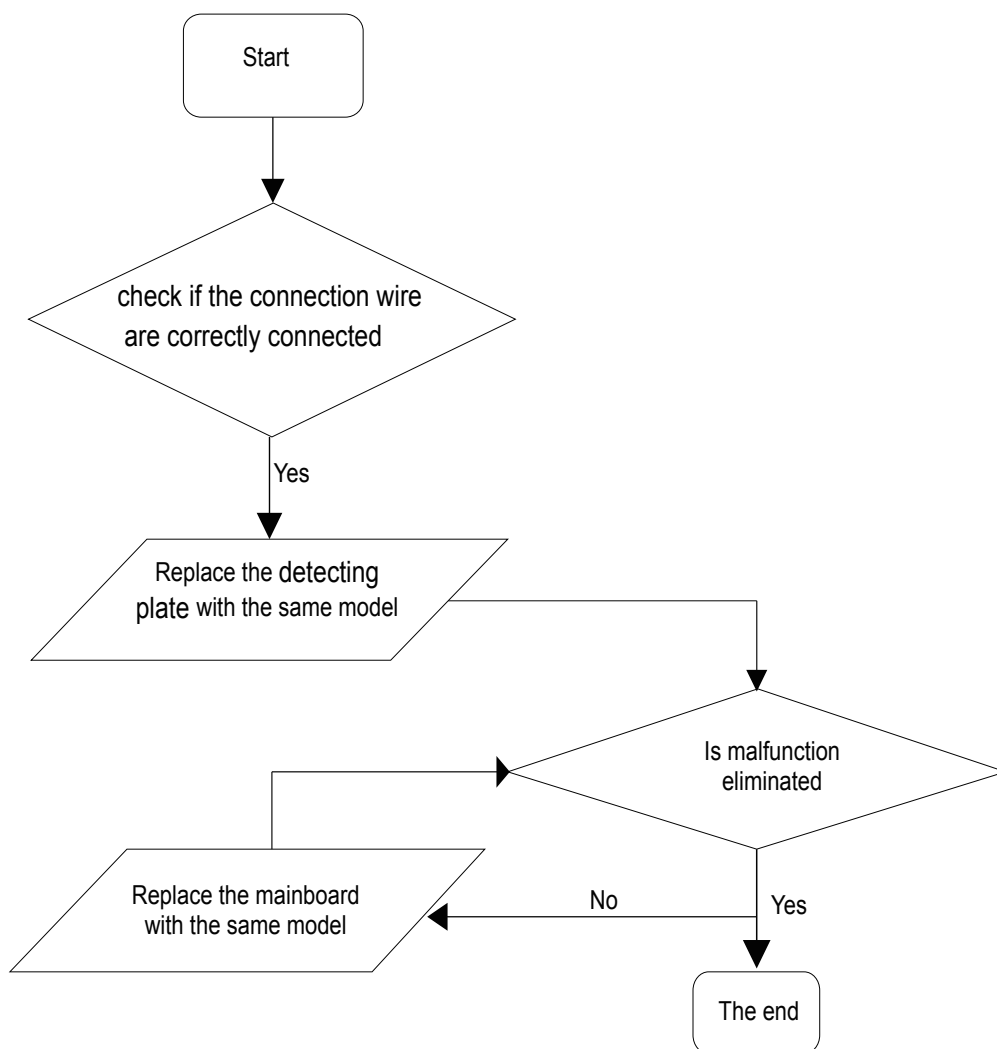 Start
check if the connection wire
are correctly connected
Yes
Replace the detecting
plate with the same model
Is malfunction
eliminated
Replace the mainboard
with the same model
No
Yes
The end